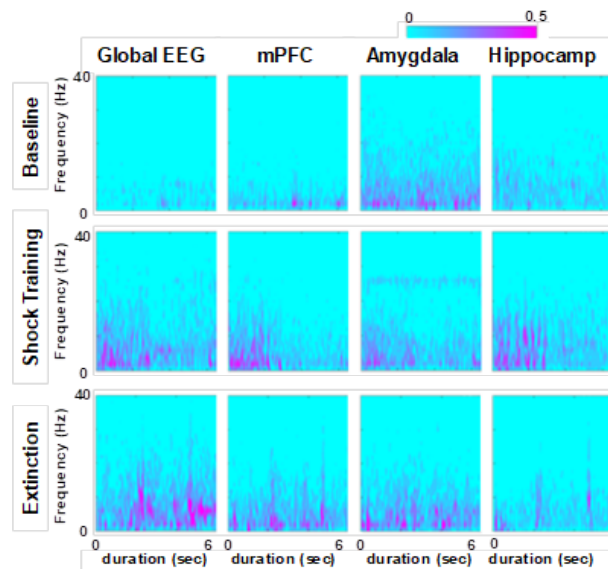 0 0.5
Global EEG mPFC Amygdala Hippocamp
Baseline
Frequency (Hz)
40
0
Shock Training
Frequency (Hz)
40
0
Extinction
Frequency (Hz)
40
0
0 6 0 6 0 6 0 6
duration (sec) duration (sec) duration (sec) duration (sec)